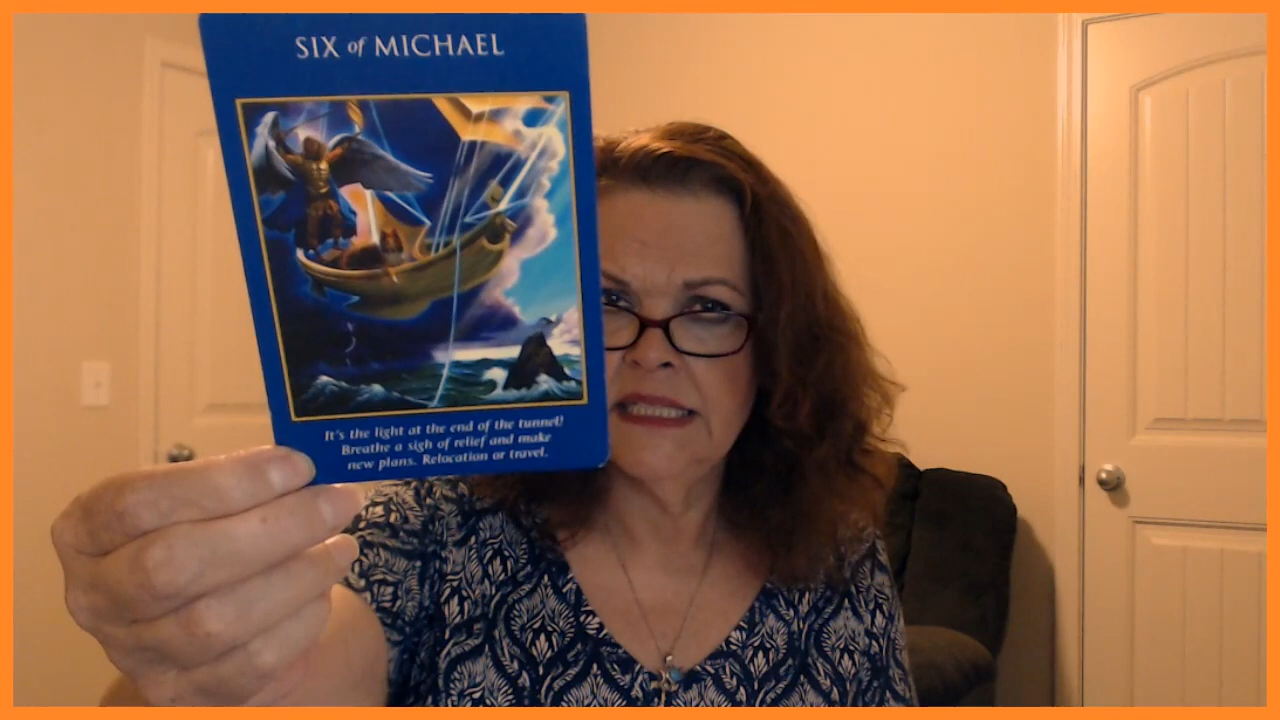 SIX of MICHAEL
It's the light at the end of the tunnel!
Breathe a sigh of relief and make
new plans. Relocation or travel.